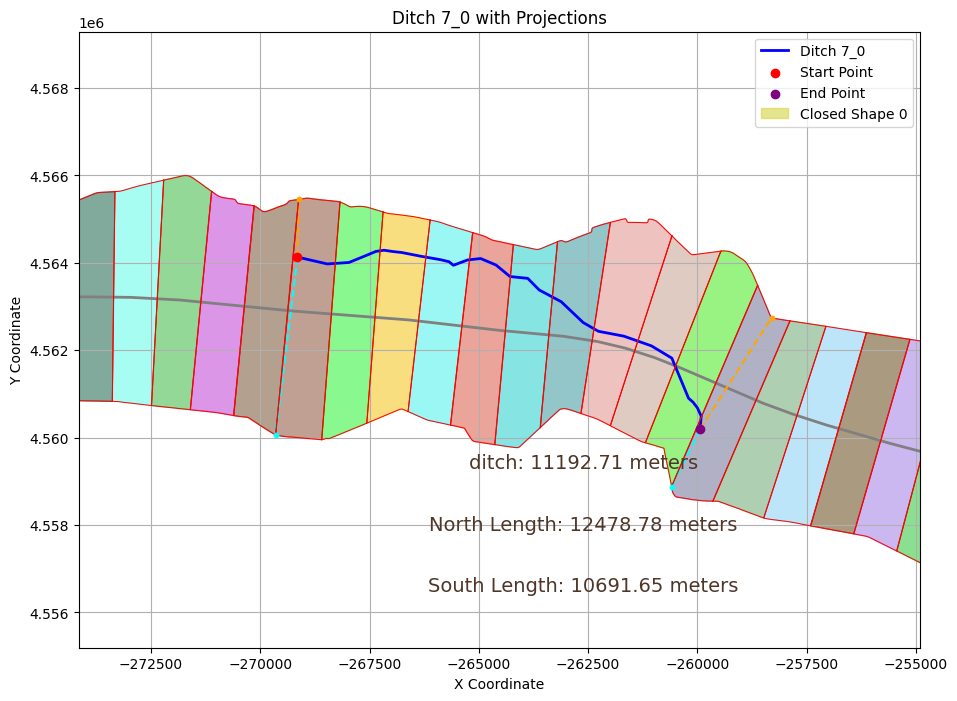 Ditch 7_0 with Projections
1e6
Ditch 7_0
Start Point
End Point
Closed Shape 0
4.568
4.566
4.564
4.562
4.560
4.558
4.556
Y Coordinate
ditch: 11192.71 meters
North Length: 12478.78 meters
South Length: 10691.65 meters
−272500 −270000 −267500 −265000 −262500 −260000 −257500 −255000
X Coordinate